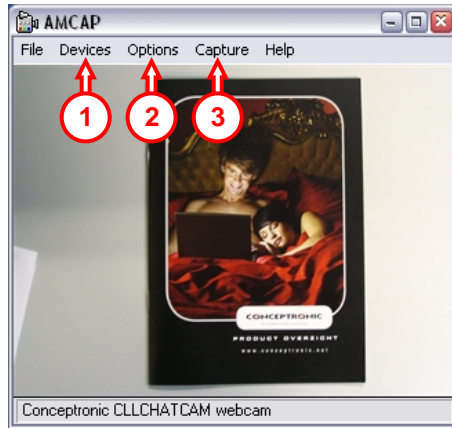 AMCAP
File Devices Options Capture Help
1 2 3
CONCEPTRONIC
PRODUCT OVERZICHT
www.conceptronic.net
Conceptronic CLLCHATCAM webcam